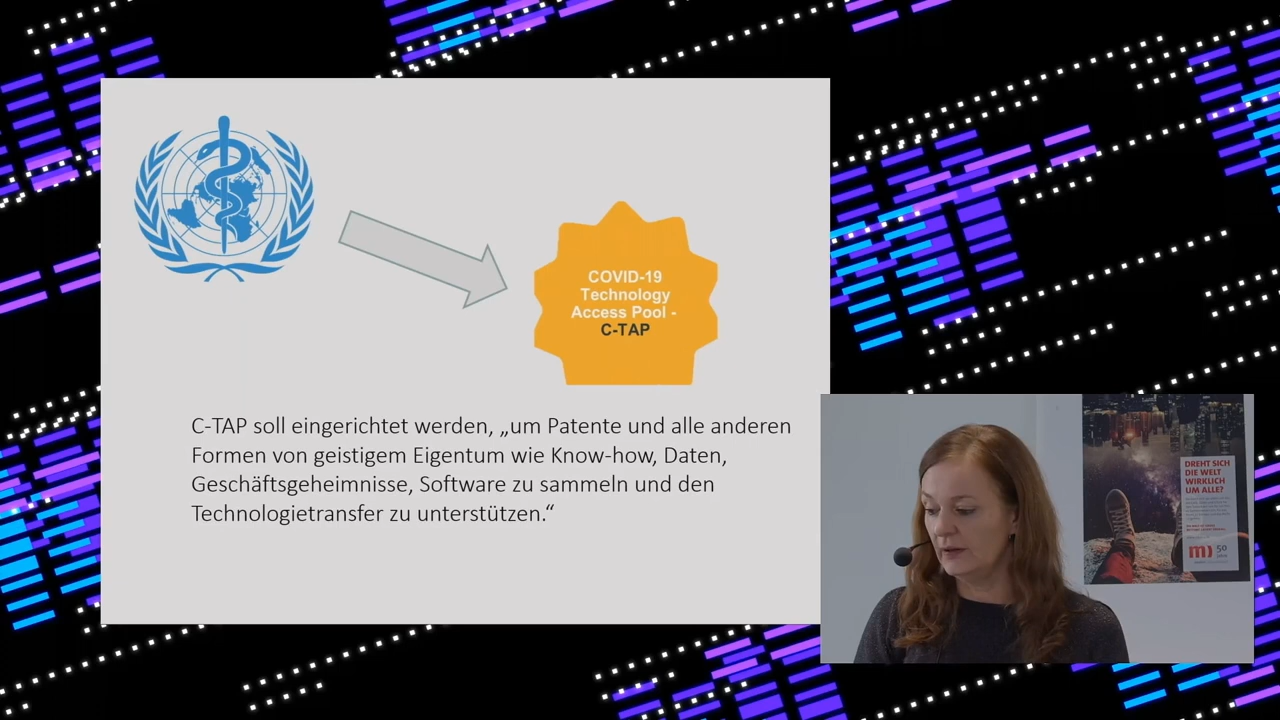 COVID-19
Technology
Access Pool -
C-TAP
C-TAP soll eingerichtet werden, „um Patente und alle anderen
Formen von geistigem Eigentum wie Know-how, Daten,
Geschäftsgeheimnisse, Software zu sammeln und den
Technologietransfer zu unterstützen.“
DREHT SICH
DIE WELT
WIRKLICH
UM ALLE?
m)
50